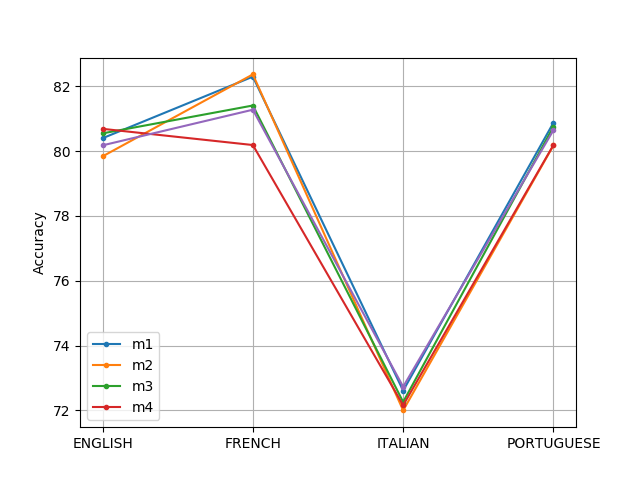 82
80
78
76
74
72
Accuracy
m1
m2
m3
m4
ENGLISH FRENCH ITALIAN PORTUGUESE